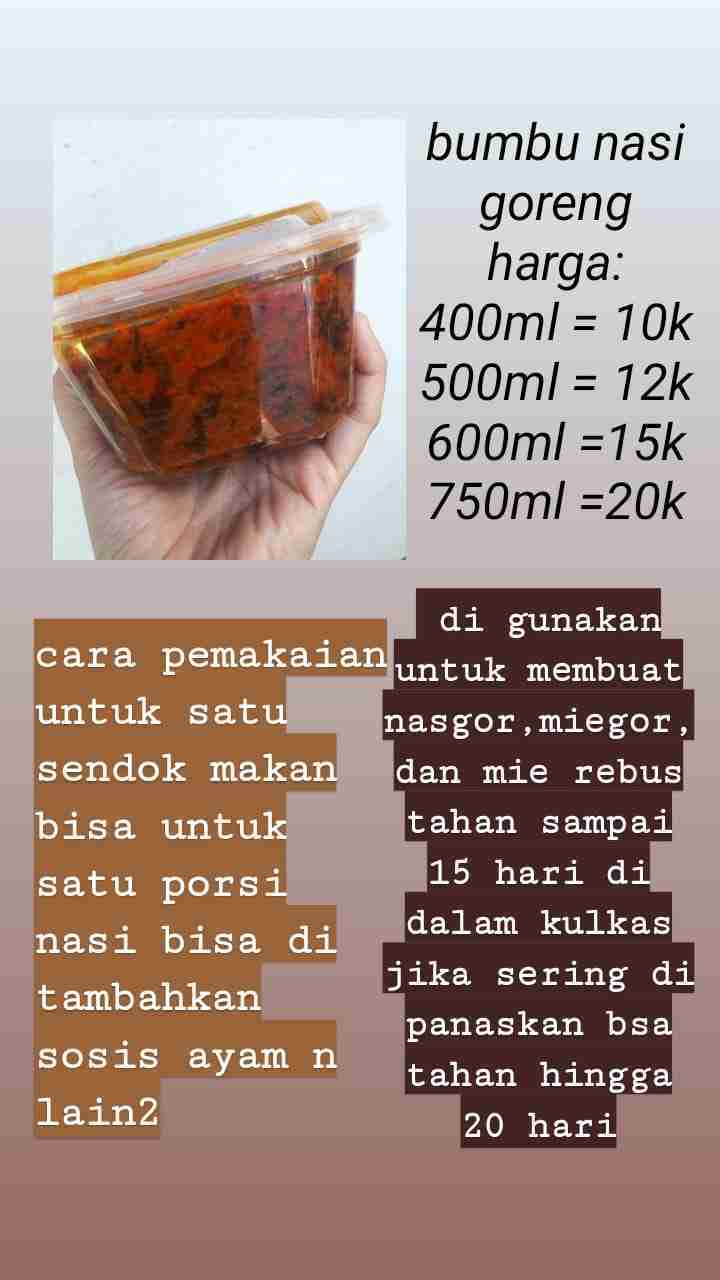 bumbu nasi
goreng
harga:
400ml = 10k
500ml = 12k
600ml =15k
750ml =20k
cara pemakaian
untuk satu
sendok makan
bisa untuk
satu porsi
nasi bisa di
tambahkan
sosis ayam n
lain2
di gunakan
untuk membuat
nasgor,miegor,
dan mie rebus
tahan sampai
15 hari di
dalam kulkas
jika sering di
panaskan bsa
tahan hingga
20 hari